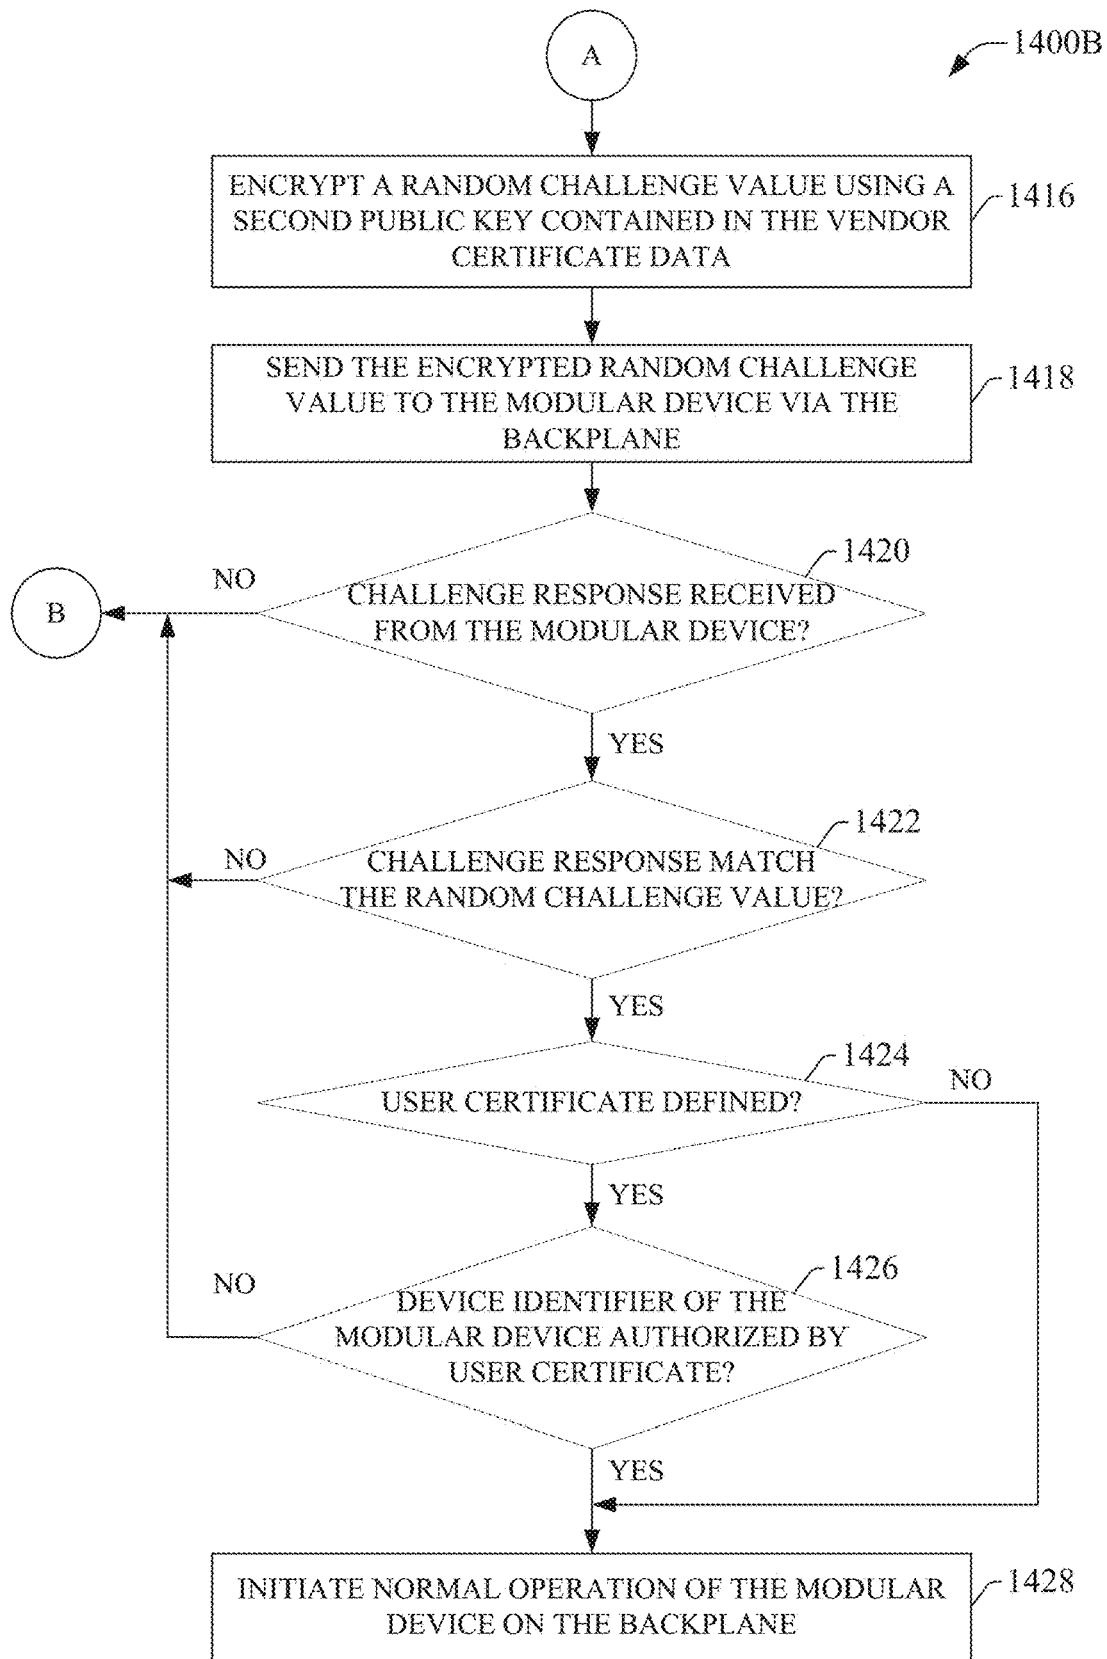 A
1400B
ENCRYPT A RANDOM CHALLENGE VALUE USING A
SECOND PUBLIC KEY CONTAINED IN THE VENDOR
CERTIFICATE DATA
1416
SEND THE ENCRYPTED RANDOM CHALLENGE
VALUE TO THE MODULAR DEVICE VIA THE
BACKPLANE
1418
1420
NO
B
CHALLENGE RESPONSE RECEIVED
FROM THE MODULAR DEVICE?
YES
1422
NO
CHALLENGE RESPONSE MATCH
THE RANDOM CHALLENGE VALUE?
YES
1424
NO
USER CERTIFICATE DEFINED?
YES
1426
NO
DEVICE IDENTIFIER OF THE
MODULAR DEVICE AUTHORIZED BY
USER CERTIFICATE?
YES
INITIATE NORMAL OPERATION OF THE MODULAR
DEVICE ON THE BACKPLANE
1428